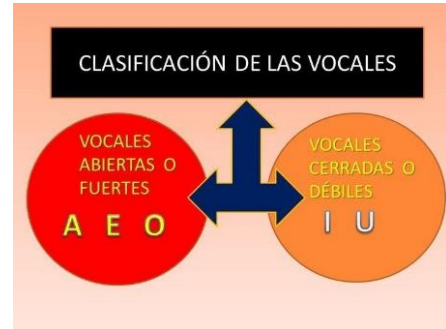 CLASIFICACIÓN DE LAS VOCALES
VOCALES
ABIERTAS O
FUERTES
A E O
VOCALES
CERRADAS O
DÉBILES
I U